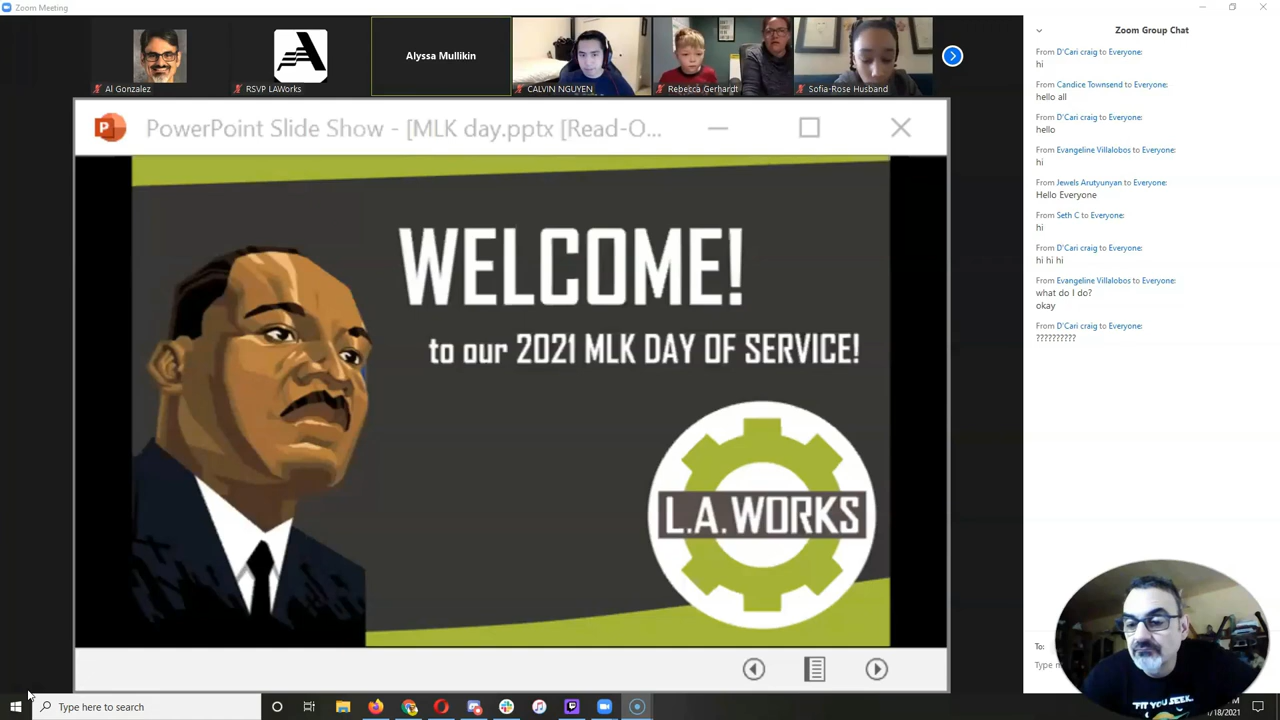 Zoom Meeting
Al Gonzalez
RSVP LAWorks
Alyssa Mullikin
CALVIN NGUYEN
Rebecca Gerhardt
Sofia-Rose Husband
PowerPoint Slide Show - [MLK day.pptx [Read-O...
WELCOME!
to our 2021 MLK DAY OF SERVICE!
L.A.WORKS
Zoom Group Chat
From D'Cari craig to Everyone:
hi
From Candice Townsend to Everyone:
hello all
From D'Cari craig to Everyone:
hello
From Evangeline Villalobos to Everyone:
hi
From Jewels Arutyunyan to Everyone:
Hello Everyone
From Seth C to Everyone:
hi
From D'Cari craig to Everyone:
hi hi hi
From Evangeline Villalobos to Everyone:
what do I do?
okay
From D'Cari craig to Everyone:
??????????
To:
Type
Type here to search
/18/2021